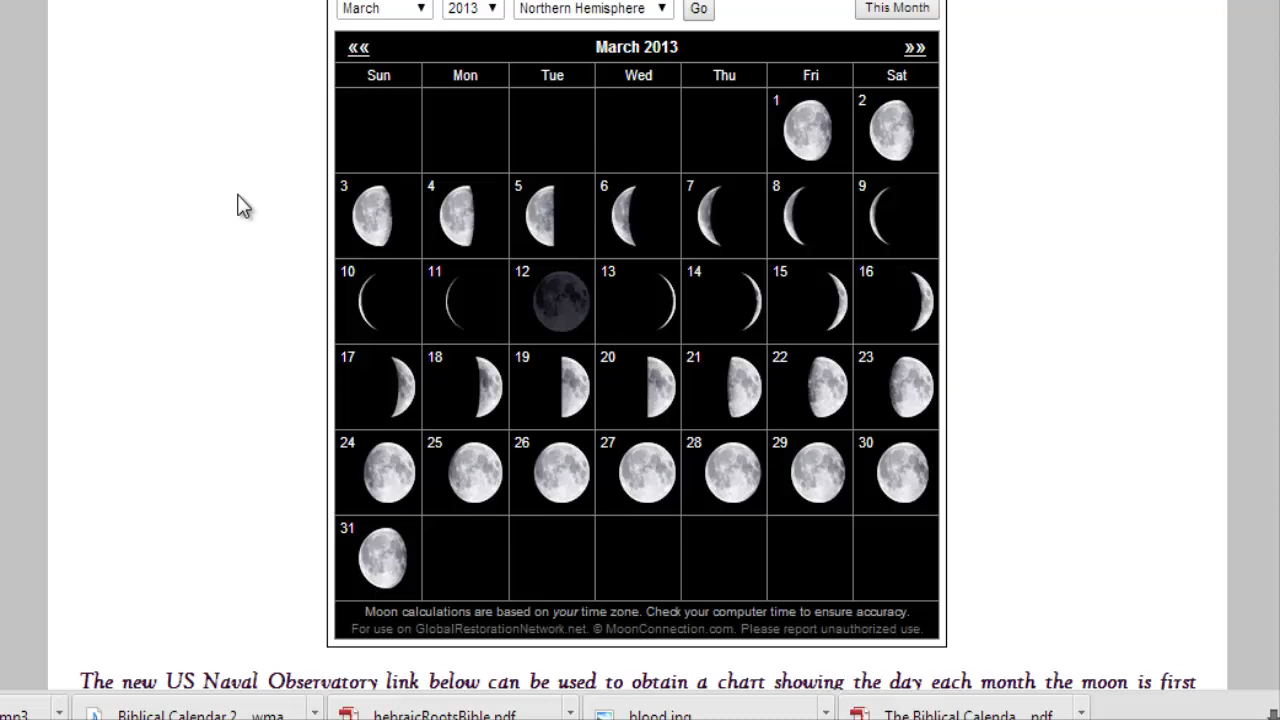 March 2013 Northern Hemisphere Go This Month
«« March 2013 »»
Sun Mon Tue Wed Thu Fri Sat
1 2
3 4 5 6 7 8 9
10 11 12 13 14 15 16
17 18 19 20 21 22 23
24 25 26 27 28 29 30
31
Moon calculations are based on your time zone. Check your computer time to ensure accuracy.
For use on GlobalRestorationNetwork.net. © MoonConnection.com. Please report unauthorized use.
The new US Naval Observatory link below can be used to obtain a chart showing the day each month the moon is first
mp3 Biblical Calendar 2....wma hebraicRootsBible.pdf blood.jpg The Biblical Calenda....pdf